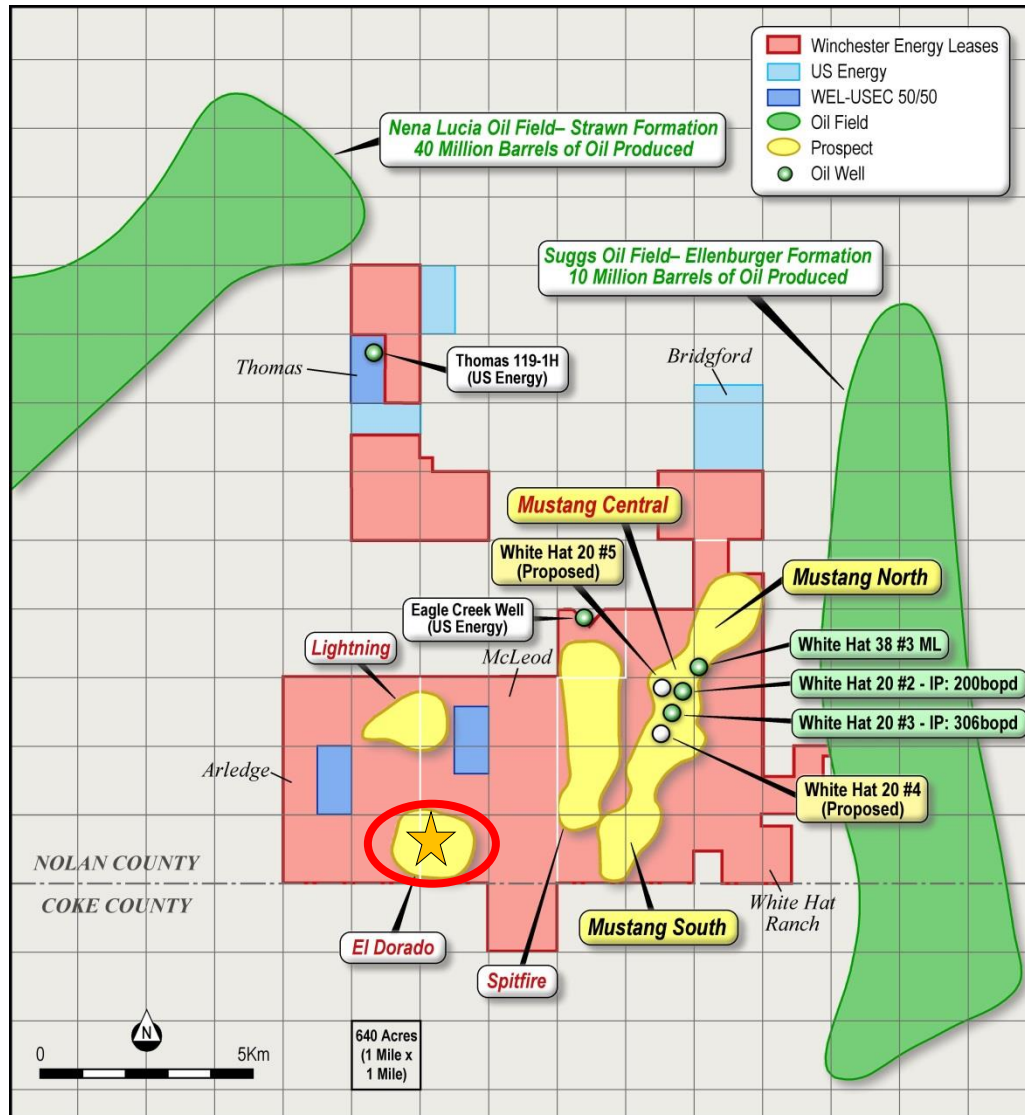 Winchester Energy Leases
US Energy
WEL-USEC 50/50
Oil Field
Prospect
Oil Well
Nena Lucia Oil Field– Strawn Formation
40 Million Barrels of Oil Produced
Suggs Oil Field– Ellenburger Formation
10 Million Barrels of Oil Produced
Thomas
Thomas 119-1H
(US Energy)
Bridgford
Mustang Central
White Hat 20 #5
(Proposed)
Mustang North
Eagle Creek Well
(US Energy)
Lightning
McLeod
White Hat 38 #3 ML
White Hat 20 #2 - IP: 200bopd
White Hat 20 #3 - IP: 306bopd
Arledge
White Hat 20 #4
(Proposed)
NOLAN COUNTY
COKE COUNTY
White Hat
Ranch
Mustang South
El Dorado
Spitfire
N
0
5Km
640 Acres
(1 Mile x
1 Mile)